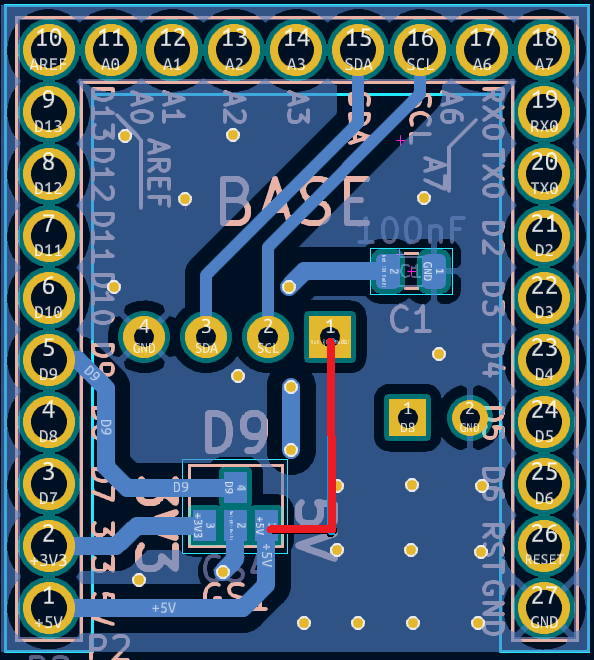 10 11 12 13 14 15 16 17 18
AREF A0 A1 A2 A3 SDA SCL A6 A7
D13 A0 A1 A2 A3 SDA SCL A6 RX0
9 19
D13 RX0
AREF A7
8 20
D12 TX0
D12 TX0
BASE
7 21
D11 D2
D11 D2
100nF
2 GND 1
6 22
D10 D3
D10 D3
C1
4 3 2 1
GND SDA SCL
5 23
D9 D4
D9 D9 D4
4 24
D8 D5
D9 D9 D5
1 2
D8 GND
3 25
D7 D6
D7 D9 D9 4 D6
2 26
+3V3 RESET
3V3 3V3 +3V3 3 2 +5V 5V RST
+5V
1 27
+5V GND
5V +5V GND
P2